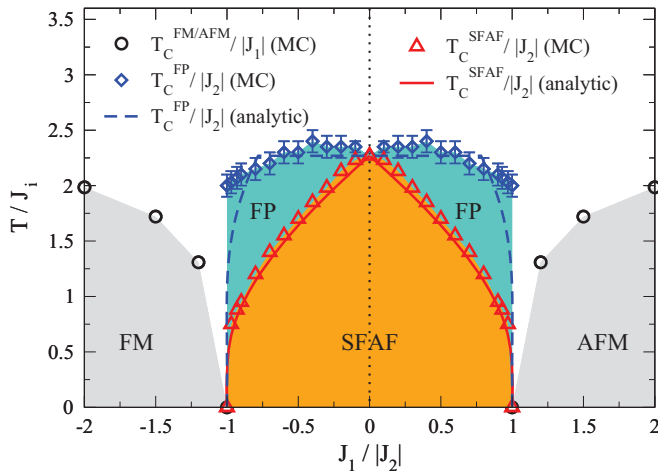 T_C^FM/AFM / |J_1| (MC)
T_C^FP / |J_2| (MC)
T_C^FP / |J_2| (analytic)
T_C^SFAF / |J_2| (MC)
T_C^SFAF / |J_2| (analytic)
T / J_i
3.5
3
2.5
2
1.5
1
0.5
0
FP
FP
FM
SFAF
AFM
-2
-1.5
-1
-0.5
0
0.5
1
1.5
2
J_1 / |J_2|